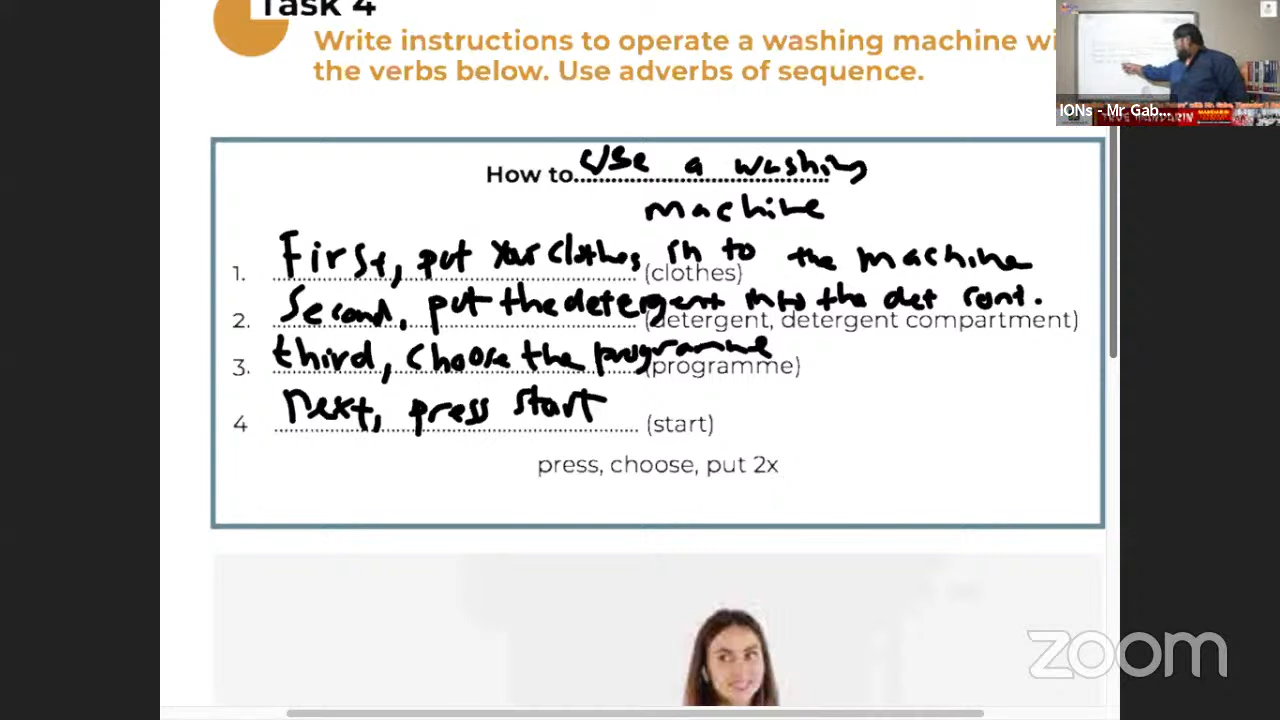 Task 4
Write instructions to operate a washing machine wi
the verbs below. Use adverbs of sequence.
IONs - Mr Gab...
How to Use a washing
machine
1. First, put your clothes in to the machine (clothes)
2. Second, put the detergent into the det cont. (detergent, detergent compartment)
3. third, choose the programme (programme)
4 next, press start (start)
press, choose, put 2x
zoom